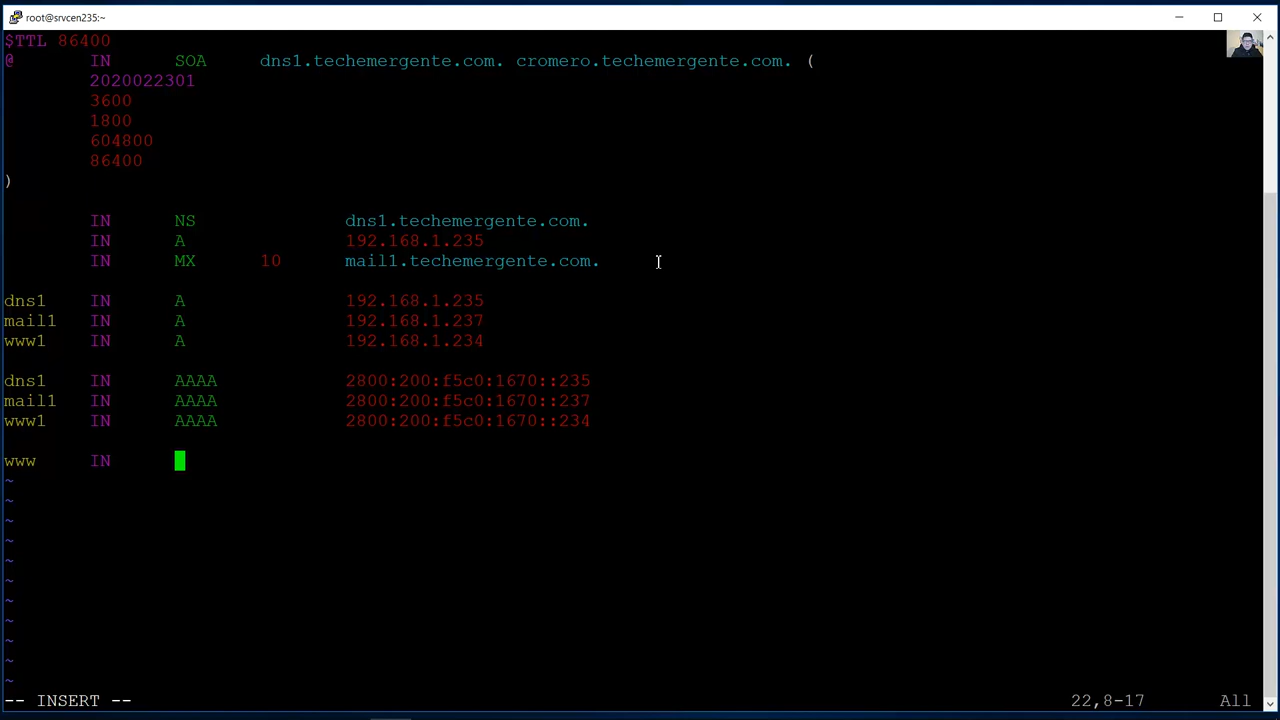 root@srvcen235:~
$TTL 86400
@ IN SOA dns1.techemergente.com. cromero.techemergente.com. (
2020022301
3600
1800
604800
86400
)
IN NS dns1.techemergente.com.
IN A 192.168.1.235
IN MX 10 mail1.techemergente.com.
dns1 IN A 192.168.1.235
mail1 IN A 192.168.1.237
www1 IN A 192.168.1.234
dns1 IN AAAA 2800:200:f5c0:1670::235
mail1 IN AAAA 2800:200:f5c0:1670::237
www1 IN AAAA 2800:200:f5c0:1670::234
www IN
~
~
~
~
~
~
~
~
~
~
~
-- INSERT -- 22,8-17 All